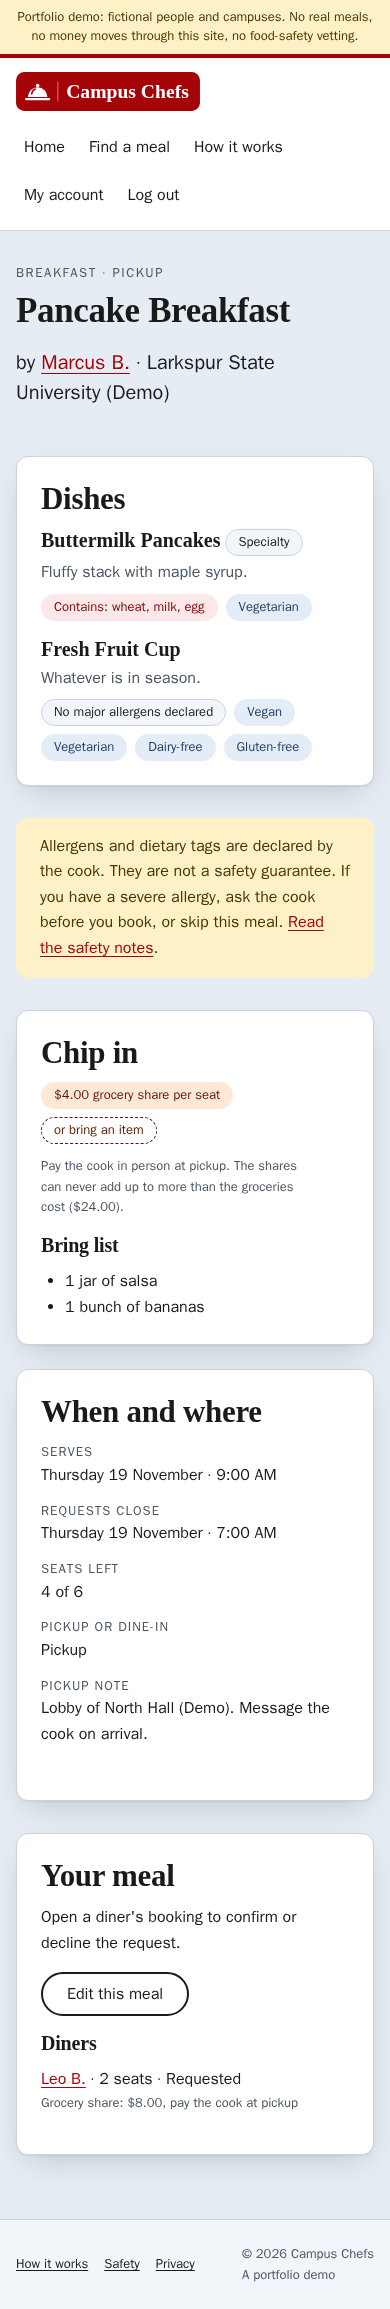 Portfolio demo: fictional people and campuses. No real meals,
no money moves through this site, no food-safety vetting.
Campus Chefs
Home Find a meal How it works
My account Log out
BREAKFAST · PICKUP
Pancake Breakfast
by Marcus B. · Larkspur State
University (Demo)
Dishes
Buttermilk Pancakes Specialty
Fluffy stack with maple syrup.
Contains: wheat, milk, egg Vegetarian
Fresh Fruit Cup
Whatever is in season.
No major allergens declared Vegan
Vegetarian Dairy-free Gluten-free
Allergens and dietary tags are declared by
the cook. They are not a safety guarantee. If
you have a severe allergy, ask the cook
before you book, or skip this meal. Read
the safety notes.
Chip in
$4.00 grocery share per seat
or bring an item
Pay the cook in person at pickup. The shares
can never add up to more than the groceries
cost ($24.00).
Bring list
• 1 jar of salsa
• 1 bunch of bananas
When and where
SERVES
Thursday 19 November · 9:00 AM
REQUESTS CLOSE
Thursday 19 November · 7:00 AM
SEATS LEFT
4 of 6
PICKUP OR DINE-IN
Pickup
PICKUP NOTE
Lobby of North Hall (Demo). Message the
cook on arrival.
Your meal
Open a diner's booking to confirm or
decline the request.
Edit this meal
Diners
Leo B. · 2 seats · Requested
Grocery share: $8.00, pay the cook at pickup
How it works Safety Privacy
© 2026 Campus Chefs
A portfolio demo